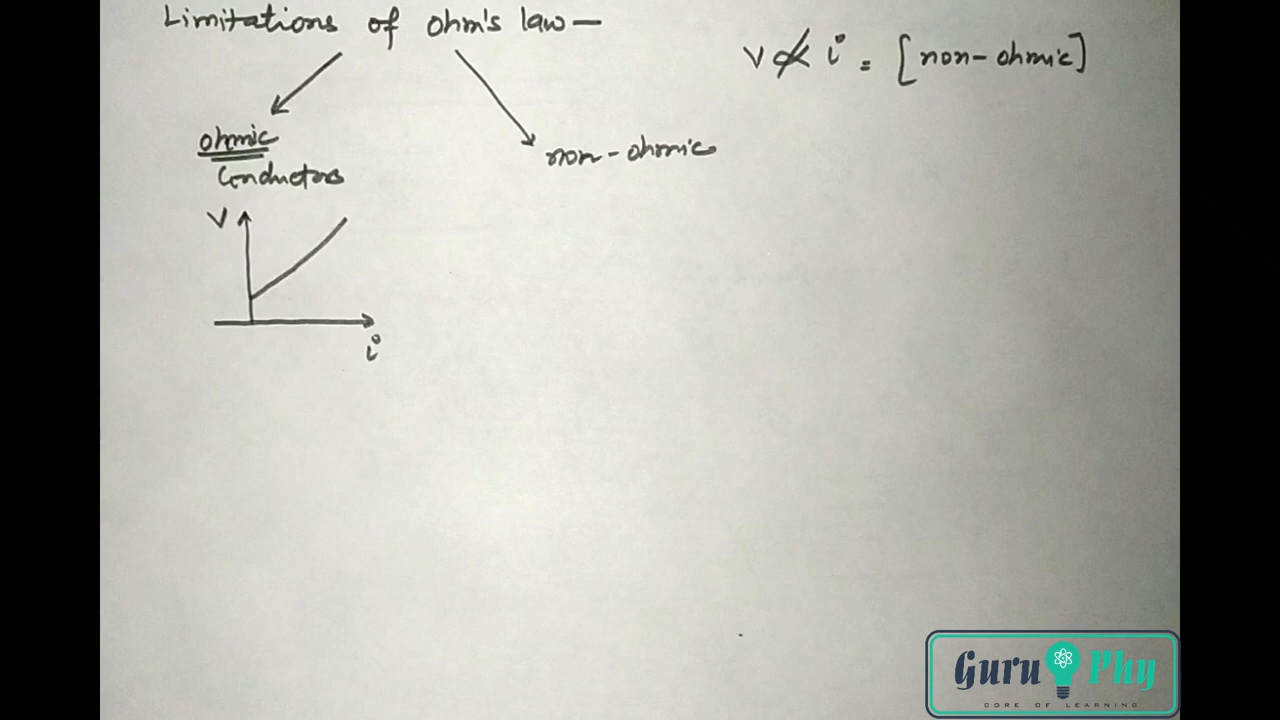 Limitations of ohm's law —
V ∝̸ i = [non-ohmic]
ohmic
Conductors
non-ohmic
V
i
Guru Phy
CORE OF LEARNING